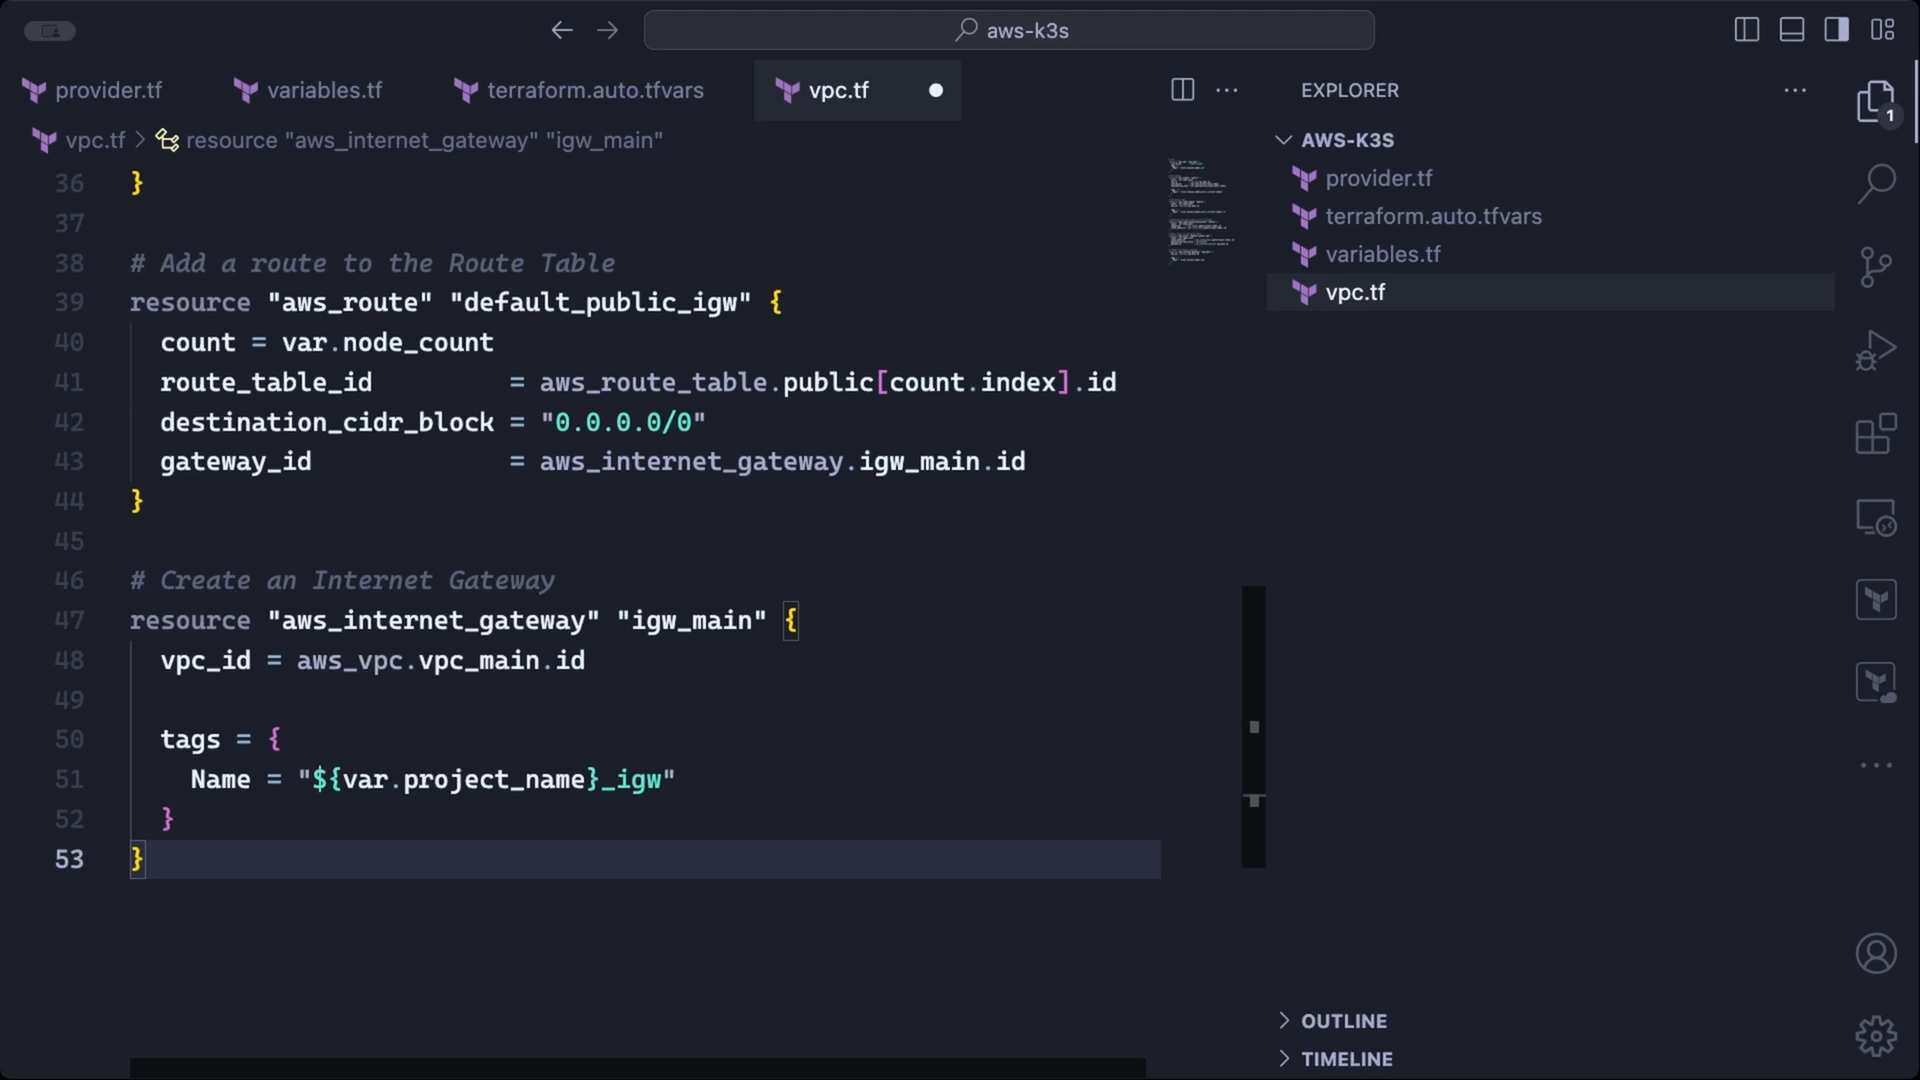 aws-k3s
provider.tf
variables.tf
terraform.auto.tfvars
vpc.tf
vpc.tf > resource "aws_internet_gateway" "igw_main"
36 }
37
38 # Add a route to the Route Table
39 resource "aws_route" "default_public_igw" {
40 count = var.node_count
41 route_table_id = aws_route_table.public[count.index].id
42 destination_cidr_block = "0.0.0.0/0"
43 gateway_id = aws_internet_gateway.igw_main.id
44 }
45
46 # Create an Internet Gateway
47 resource "aws_internet_gateway" "igw_main" {
48 vpc_id = aws_vpc.vpc_main.id
49
50 tags = {
51 Name = "${var.project_name}_igw"
52 }
53 }
EXPLORER
AWS-K3S
provider.tf
terraform.auto.tfvars
variables.tf
vpc.tf
OUTLINE
TIMELINE
1